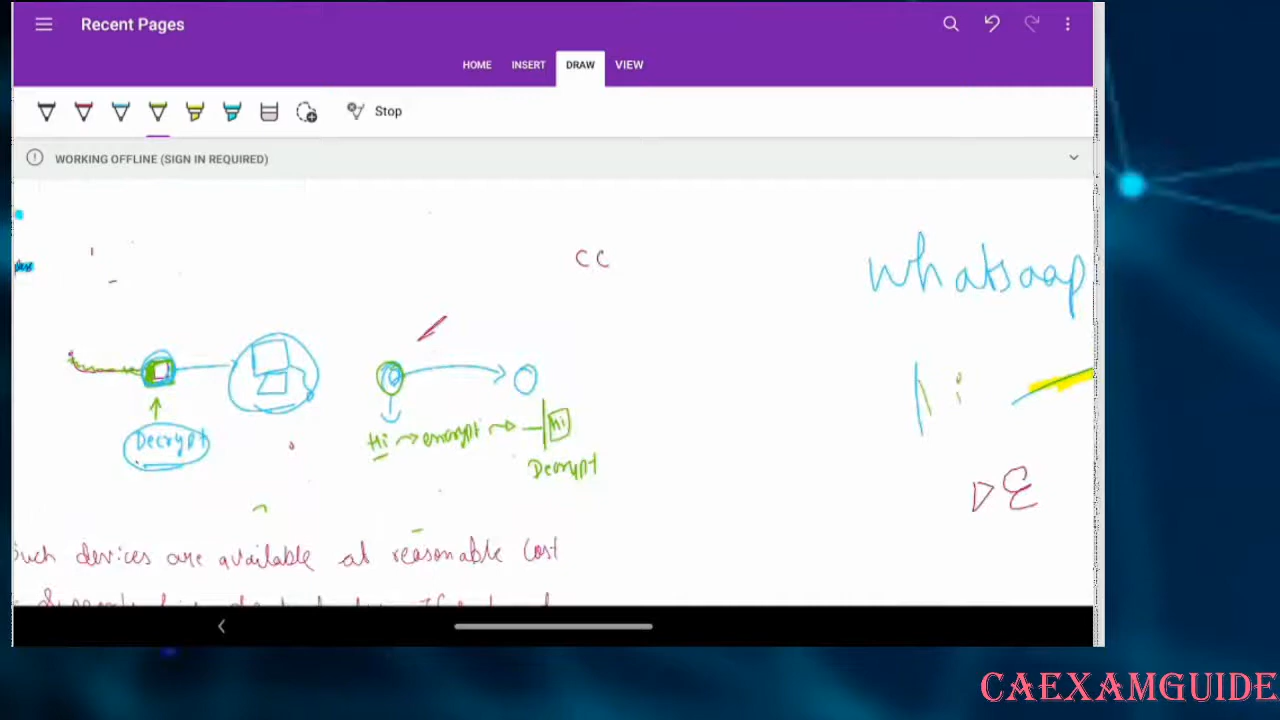 Recent Pages
HOME INSERT DRAW VIEW
Stop
WORKING OFFLINE (SIGN IN REQUIRED)
CC
whatsaap
Decrypt
Hi encrypt Hi
Decrypt
hi
DE
such devices are available at reasonable cost
CAEXAMGUIDE